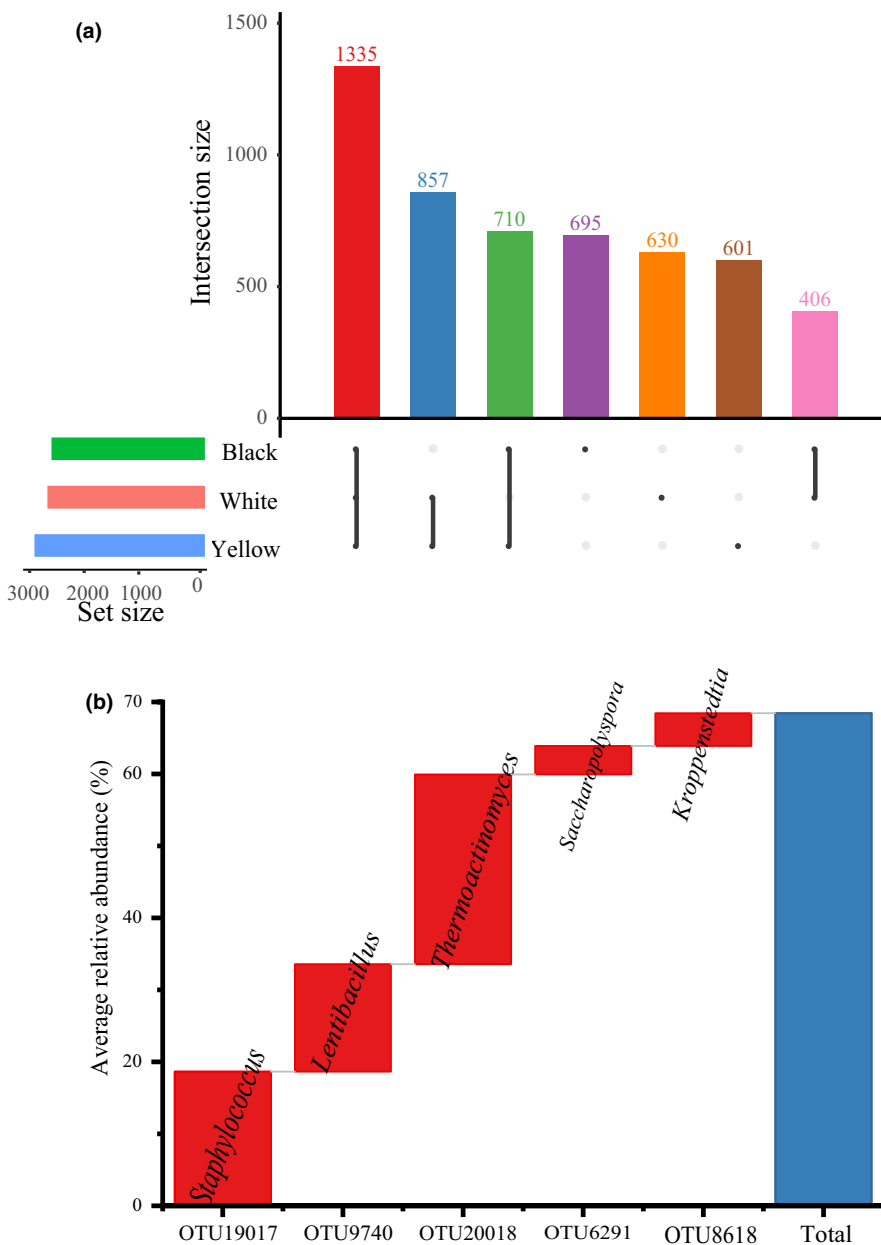 (a)
1500
1335
1000
857
710
695
630
601
500
406
0
Intersection size
Black
White
Yellow
3000 2000 1000 0
Set size
(b)
70
60
40
20
0
Average relative abundance (%)
Staphylococcus
Lentibacillus
Thermoactinomyces
Saccharopolyspora
Kroppenstedtia
OTU19017 OTU9740 OTU20018 OTU6291 OTU8618 Total